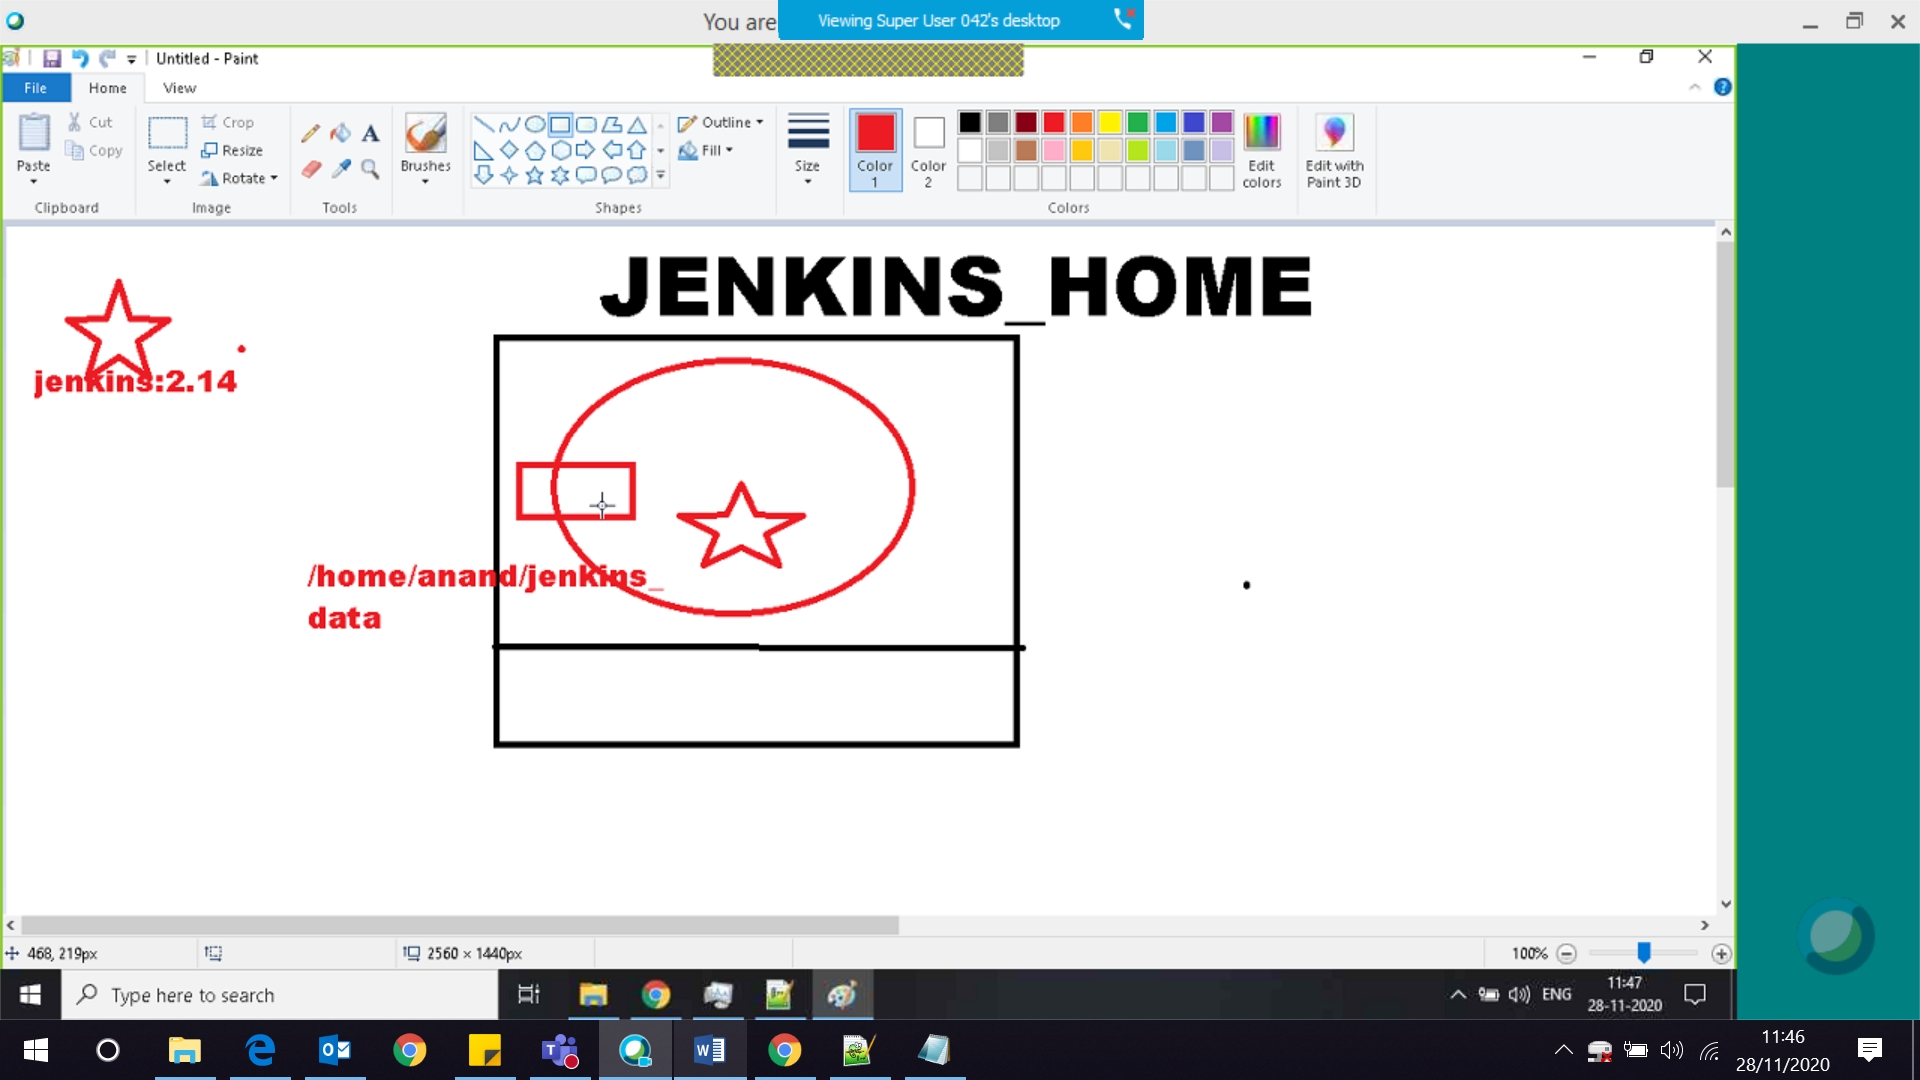 You are
Viewing Super User 042's desktop
Untitled - Paint
File Home View
Paste Cut Copy Clipboard
Select Crop Resize Rotate Image
Tools
Brushes
Outline Fill Shapes
Size
Color 1 Color 2 Edit colors Colors
Edit with Paint 3D
JENKINS_HOME
jenkins:2.14
/home/anand/jenkins_
data
468, 219px
2560 × 1440px
100%
Type here to search
ENG
11:47
28-11-2020
11:46
28/11/2020